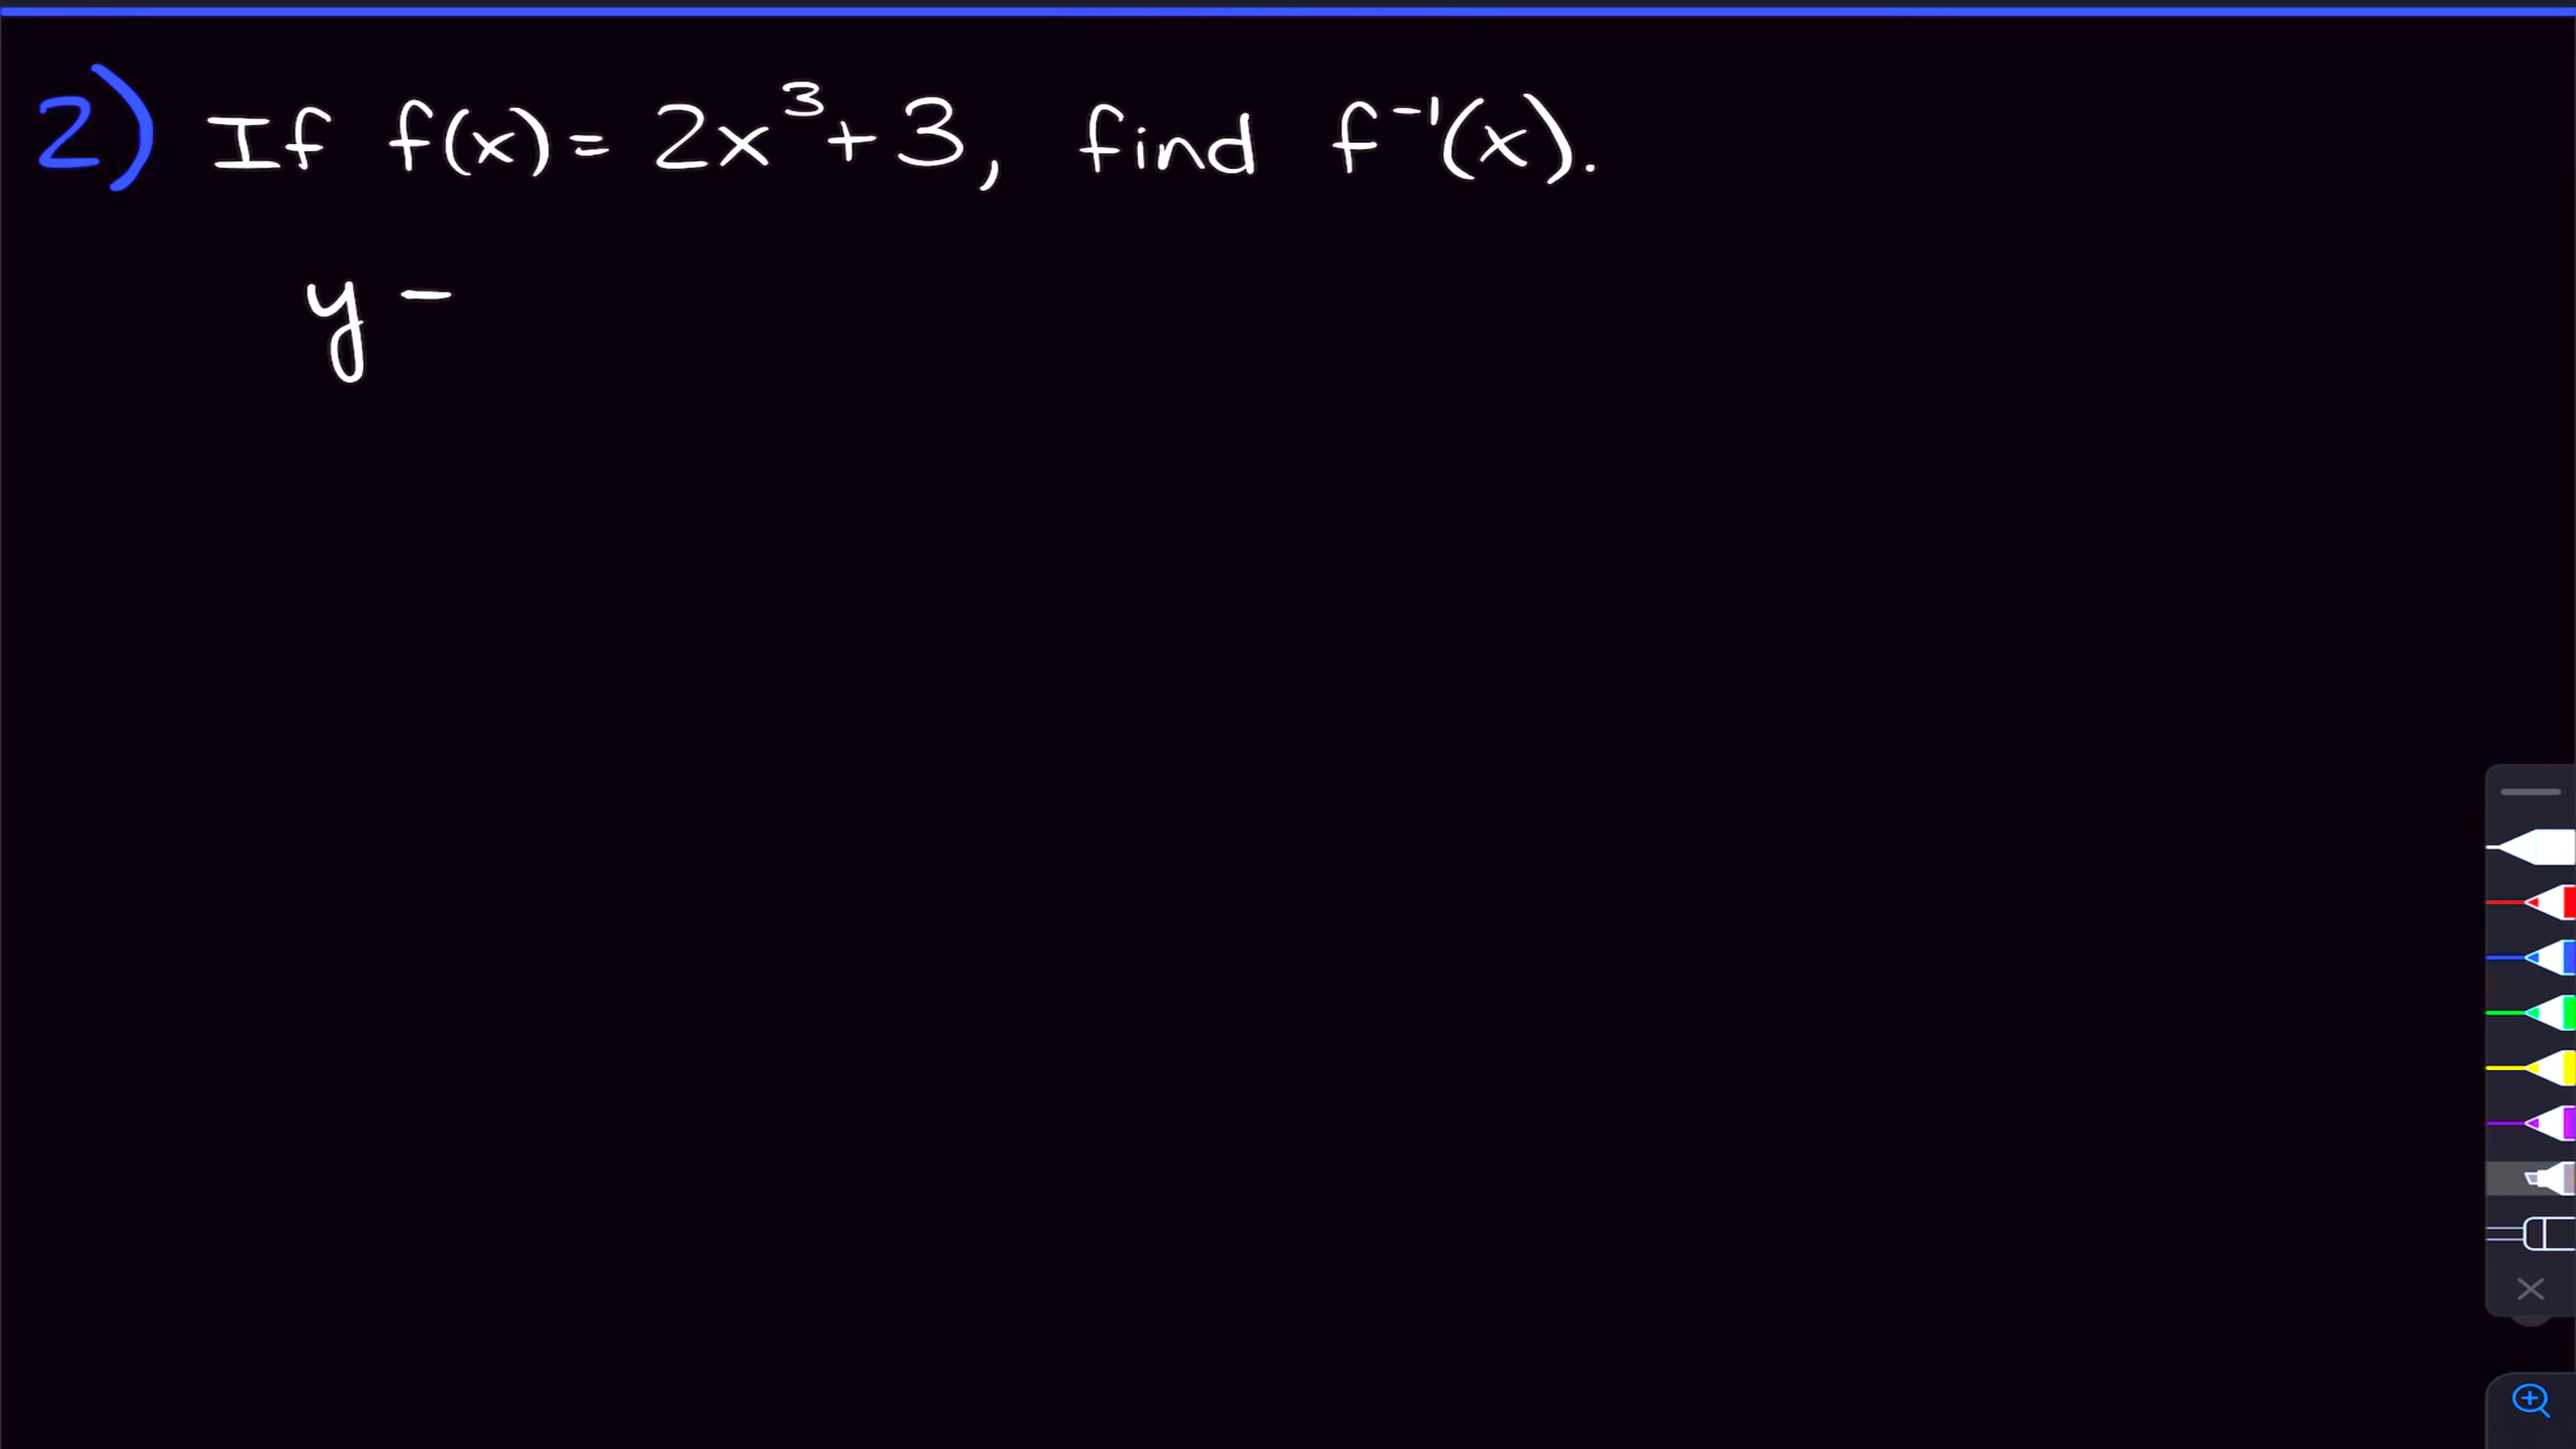 2) If f(x) = 2x³ + 3, find f⁻¹(x).
y −